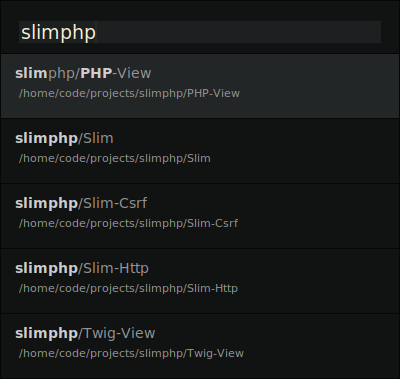 slimphp
slimphp/PHP-View
/home/code/projects/slimphp/PHP-View
slimphp/Slim
/home/code/projects/slimphp/Slim
slimphp/Slim-Csrf
/home/code/projects/slimphp/Slim-Csrf
slimphp/Slim-Http
/home/code/projects/slimphp/Slim-Http
slimphp/Twig-View
/home/code/projects/slimphp/Twig-View